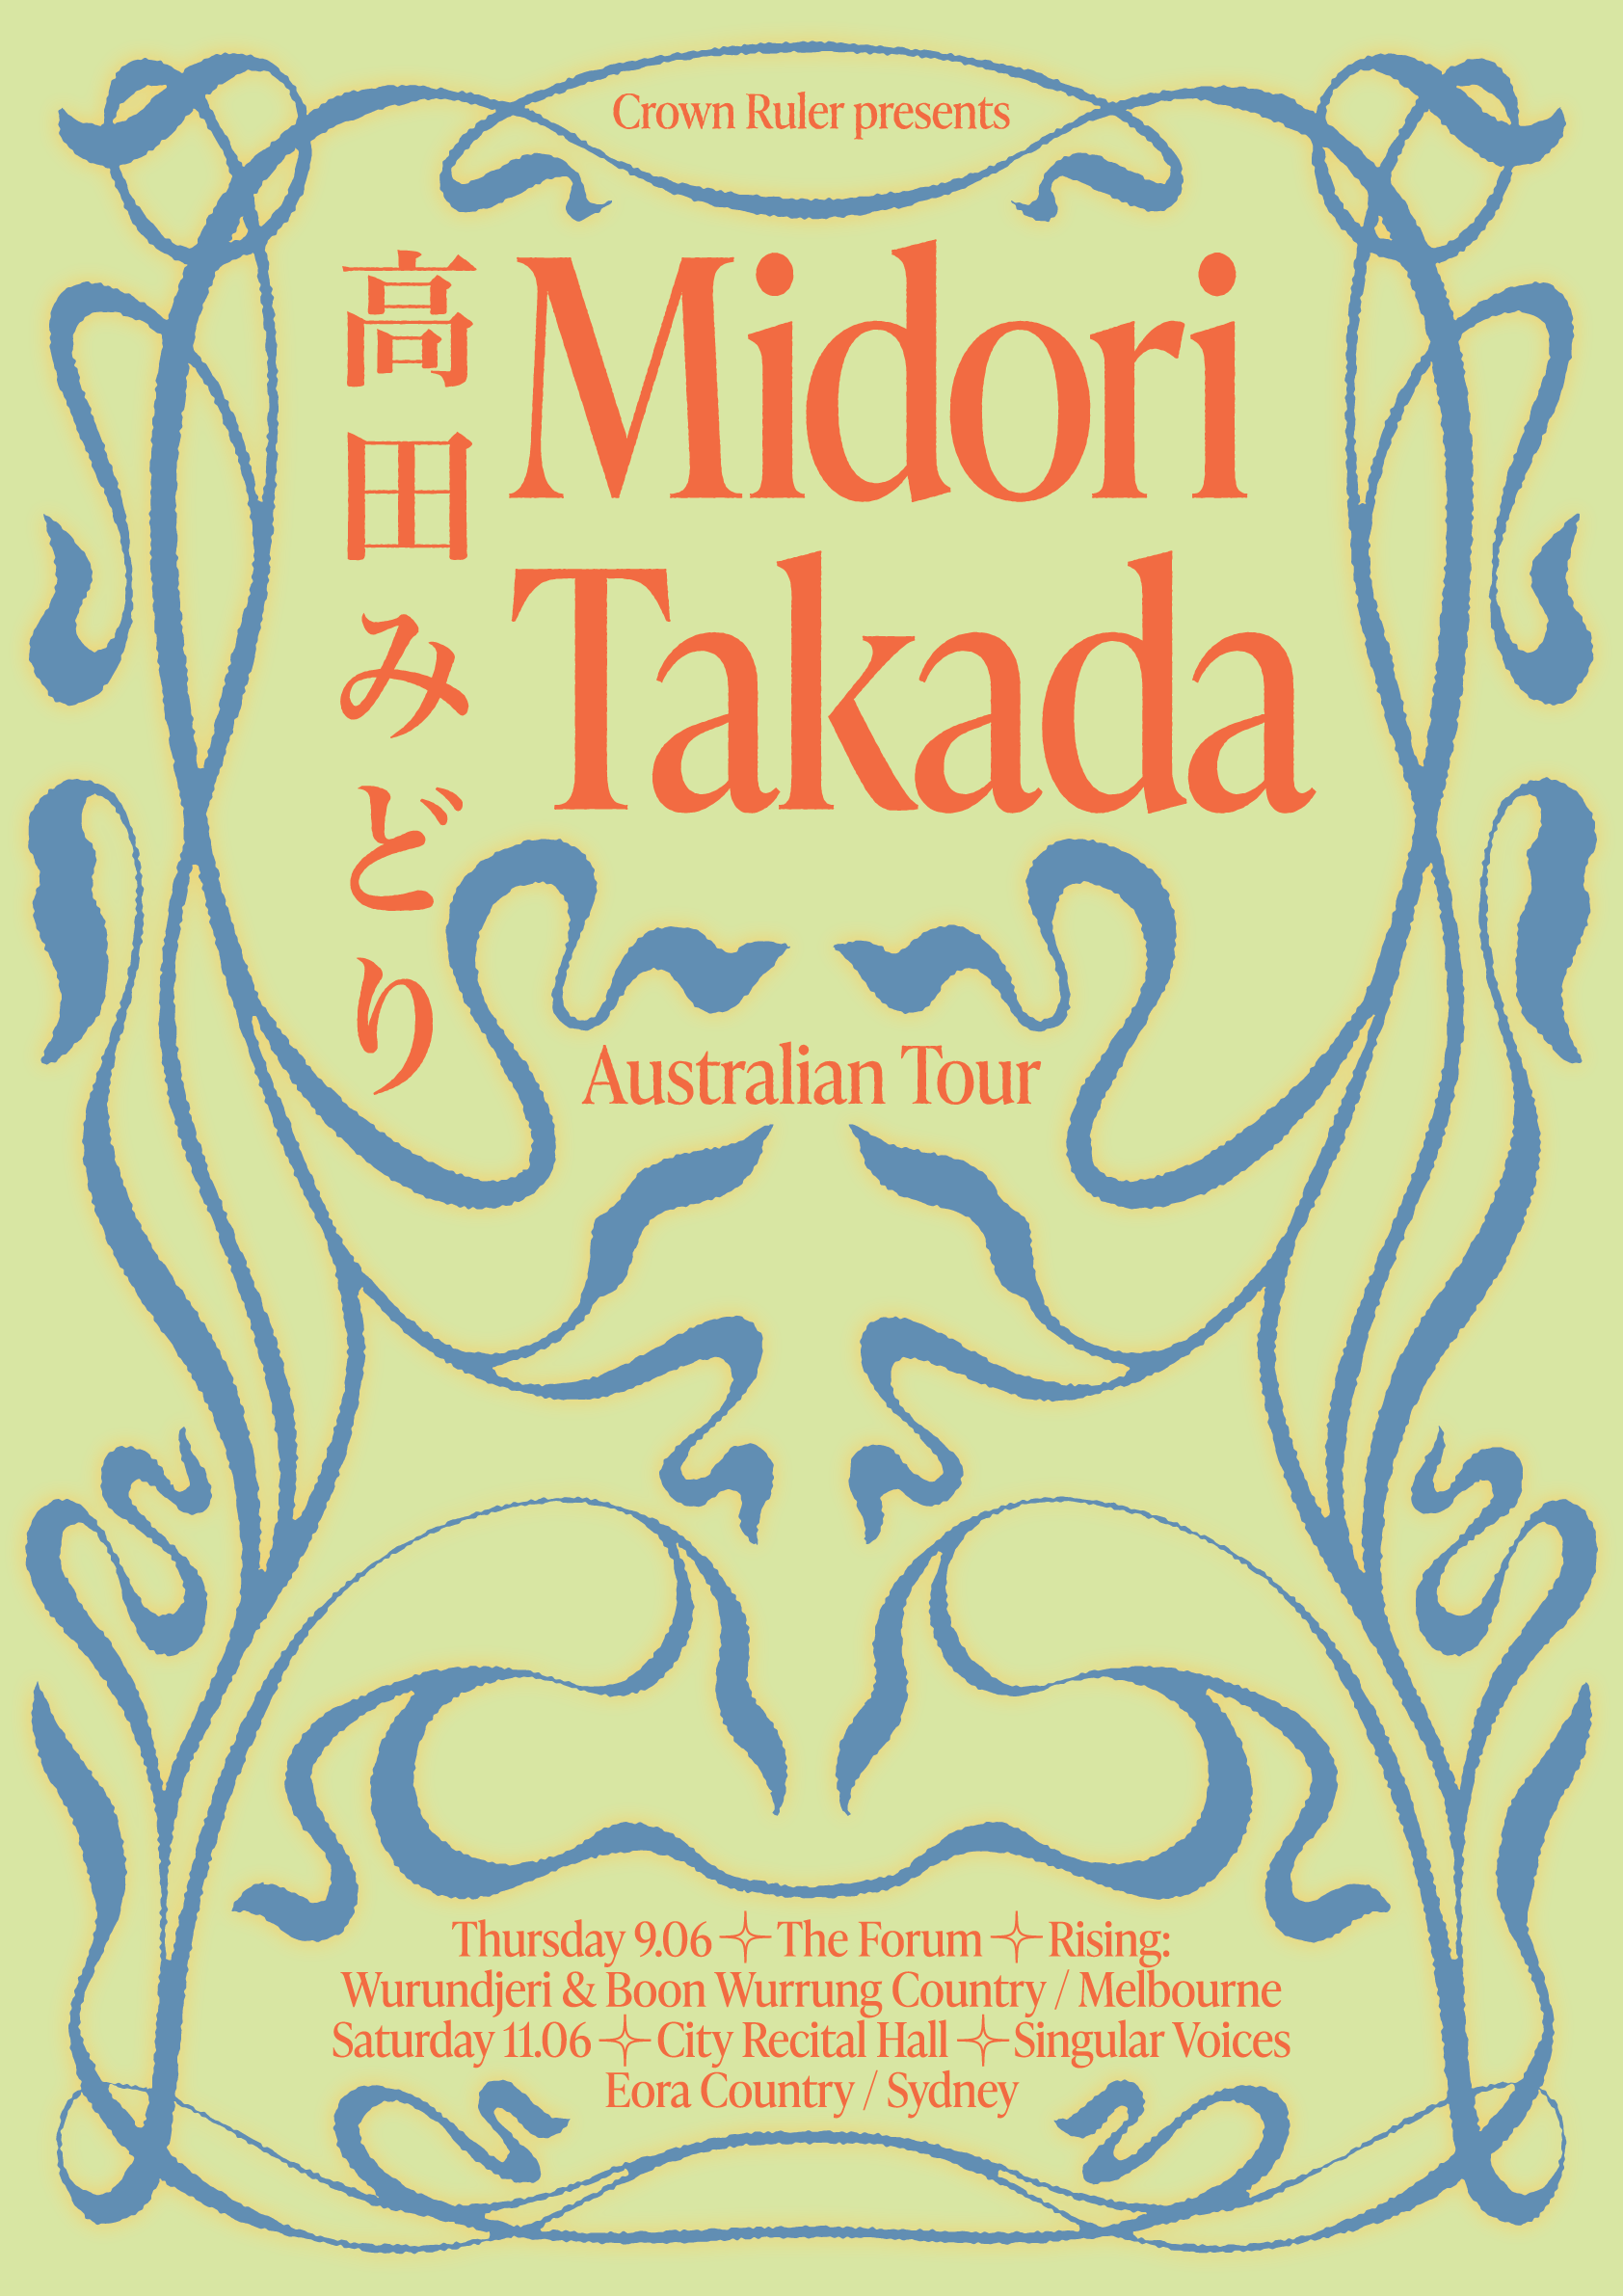 Crown Ruler presents
高田みどり
Midori
Takada
Australian Tour
Thursday 9.06 ✧ The Forum ✧ Rising:
Wurundjeri & Boon Wurrung Country / Melbourne
Saturday 11.06 ✧ City Recital Hall ✧ Singular Voices
Eora Country / Sydney